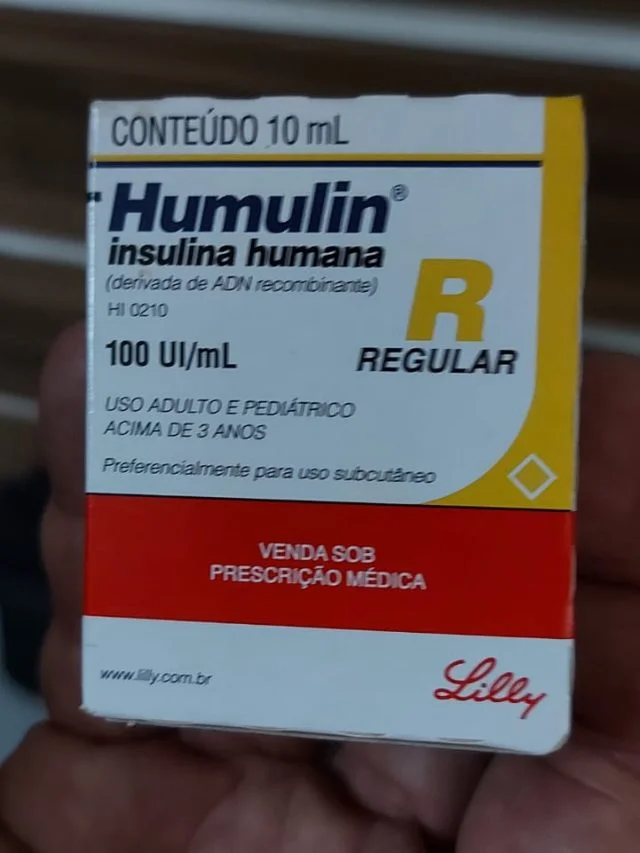 CONTEÚDO 10 mL
Humulin®
insulina humana
(derivada de ADN recombinante)
HI 0210
R
100 UI/mL
REGULAR
USO ADULTO E PEDIÁTRICO
ACIMA DE 3 ANOS
Preferencialmente para uso subcutâneo
VENDA SOB
PRESCRIÇÃO MÉDICA
www.lilly.com.br
Lilly